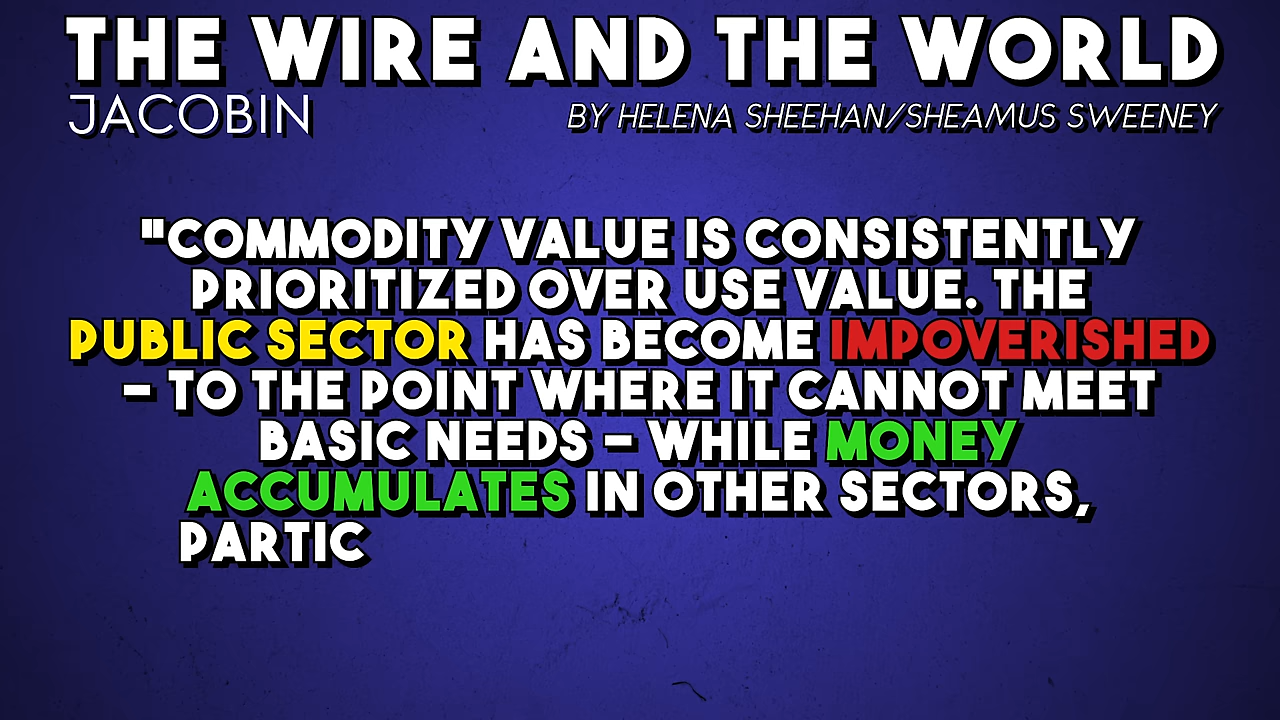 THE WIRE AND THE WORLD
JACOBIN
BY HELENA SHEEHAN/SHEAMUS SWEENEY
"COMMODITY VALUE IS CONSISTENTLY
PRIORITIZED OVER USE VALUE. THE
PUBLIC SECTOR HAS BECOME IMPOVERISHED
– TO THE POINT WHERE IT CANNOT MEET
BASIC NEEDS – WHILE MONEY
ACCUMULATES IN OTHER SECTORS,
PARTIC